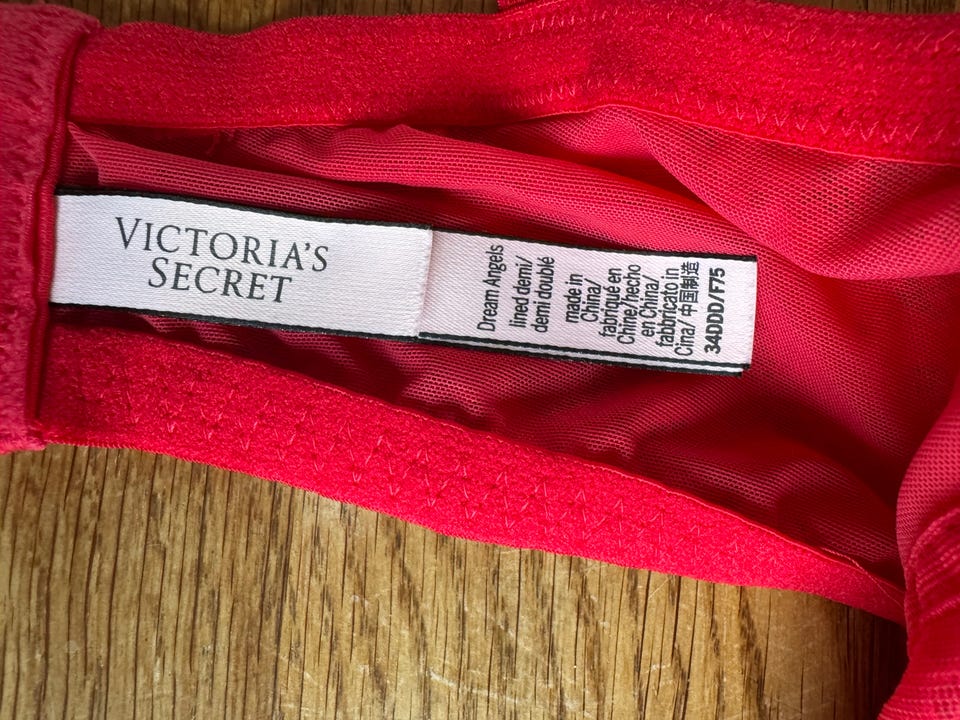 VICTORIA'S
SECRET
Dream Angels
lined demi/
demi doublé
made in
China/
fabriqué en
Chine/hecho
en China/
fabbricato in
Cina/ 中国制造
34DDD/F75